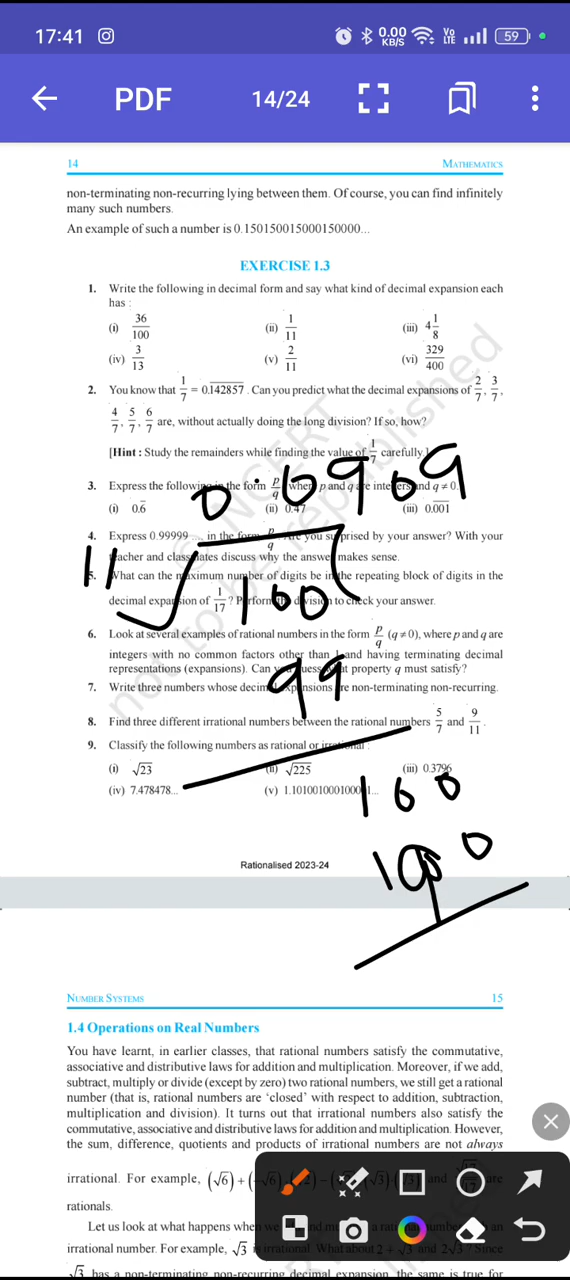 17:41 0.00 KB/S Vo LTE 59
PDF 14/24
14 MATHEMATICS
non-terminating non-recurring lying between them. Of course, you can find infinitely
many such numbers.
An example of such a number is 0.150150015000150000...
EXERCISE 1.3
1. Write the following in decimal form and say what kind of decimal expansion each
has :
(i) 36/100 (ii) 1/11 (iii) 4 1/8
(iv) 3/13 (v) 2/11 (vi) 329/400
2. You know that 1/7 = 0.142857. Can you predict what the decimal expansions of 2/7, 3/7,
4/7, 5/7, 6/7 are, without actually doing the long division? If so, how?
[Hint : Study the remainders while finding the value of 1/7 carefully.]
3. Express the following in the form p/q where p and q are integers and q ≠ 0.
0.0909
(i) 0.6 (ii) 0.47 (iii) 0.001
4. Express 0.99999 .... in the form p/q. Are you surprised by your answer? With your
teacher and classmates discuss why the answer makes sense.
11
5. What can the maximum number of digits be in the repeating block of digits in the
decimal expansion of 1/17? Perform the division to check your answer.
100
6. Look at several examples of rational numbers in the form p/q (q ≠ 0), where p and q are
integers with no common factors other than 1 and having terminating decimal
representations (expansions). Can you guess what property q must satisfy?
99
7. Write three numbers whose decimal expansions are non-terminating non-recurring.
8. Find three different irrational numbers between the rational numbers 5/7 and 9/11.
9. Classify the following numbers as rational or irrational :
(i) √23 (ii) √225 (iii) 0.3796
(iv) 7.478478... (v) 1.101001000100001...
100
Rationalised 2023-24
NUMBER SYSTEMS 15
1.4 Operations on Real Numbers
You have learnt, in earlier classes, that rational numbers satisfy the commutative,
associative and distributive laws for addition and multiplication. Moreover, if we add,
subtract, multiply or divide (except by zero) two rational numbers, we still get a rational
number (that is, rational numbers are ‘closed’ with respect to addition, subtraction,
multiplication and division). It turns out that irrational numbers also satisfy the
commutative, associative and distributive laws for addition and multiplication. However,
the sum, difference, quotients and products of irrational numbers are not always
irrational. For example, (√6) + are
rationals.
Let us look at what happens when
irrational number. For example, √3
√3 has a non-terminating non-recurring decimal expansion, the same is true for